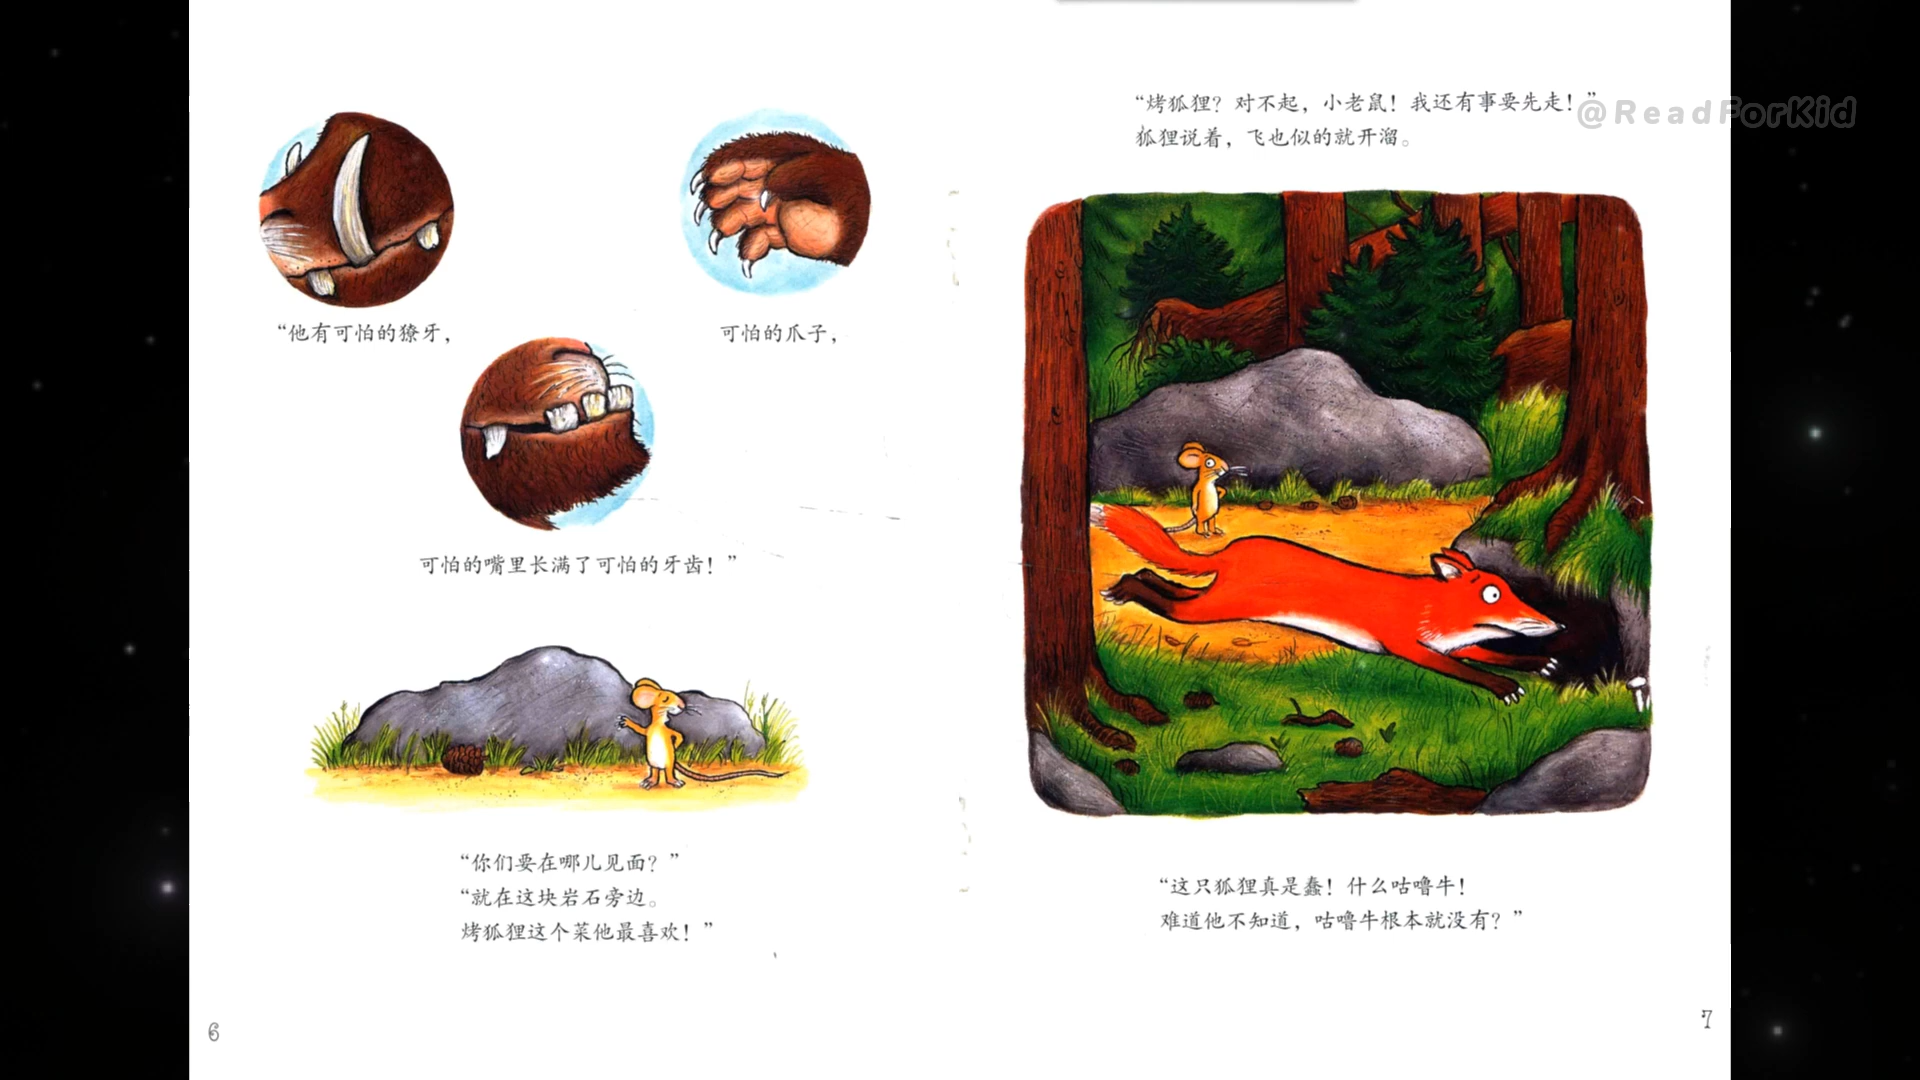 “他有可怕的獠牙，
可怕的爪子，
可怕的嘴里长满了可怕的牙齿！”
“你们要在哪儿见面？”
“就在这块岩石旁边。
烤狐狸这个菜他最喜欢！”
6
“烤狐狸？对不起，小老鼠！我还有事要先走！”
狐狸说着，飞也似的就开溜。
@ReadForKid
“这只狐狸真是蠢！什么咕噜牛！
难道他不知道，咕噜牛根本就没有？”
7